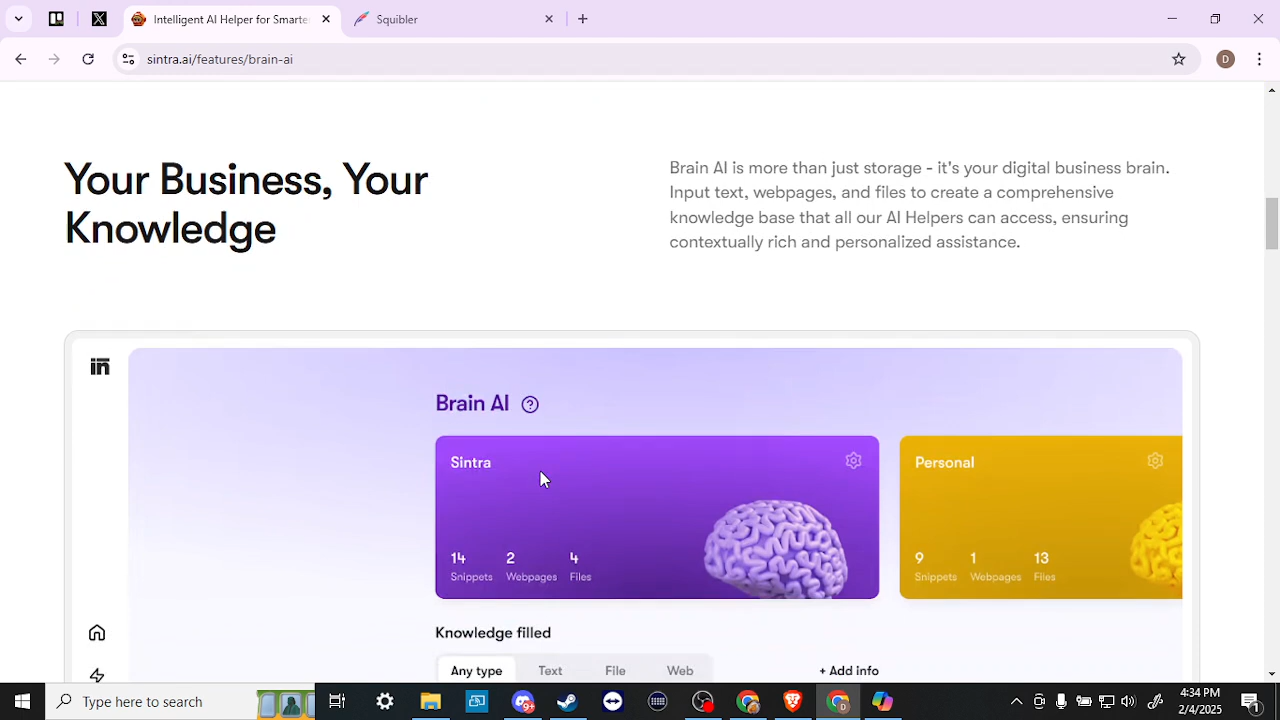 Intelligent AI Helper for Smarte
Squibler
sintra.ai/features/brain-ai
D
Your Business, Your
Knowledge
Brain AI is more than just storage - it's your digital business brain.
Input text, webpages, and files to create a comprehensive
knowledge base that all our AI Helpers can access, ensuring
contextually rich and personalized assistance.
in
Brain AI
Sintra
14 2 4
Snippets Webpages Files
Personal
9 1 13
Snippets Webpages Files
Knowledge filled
Any type Text File Web + Add info
Type here to search
9+
D
4:34 PM
2/4/2025
1